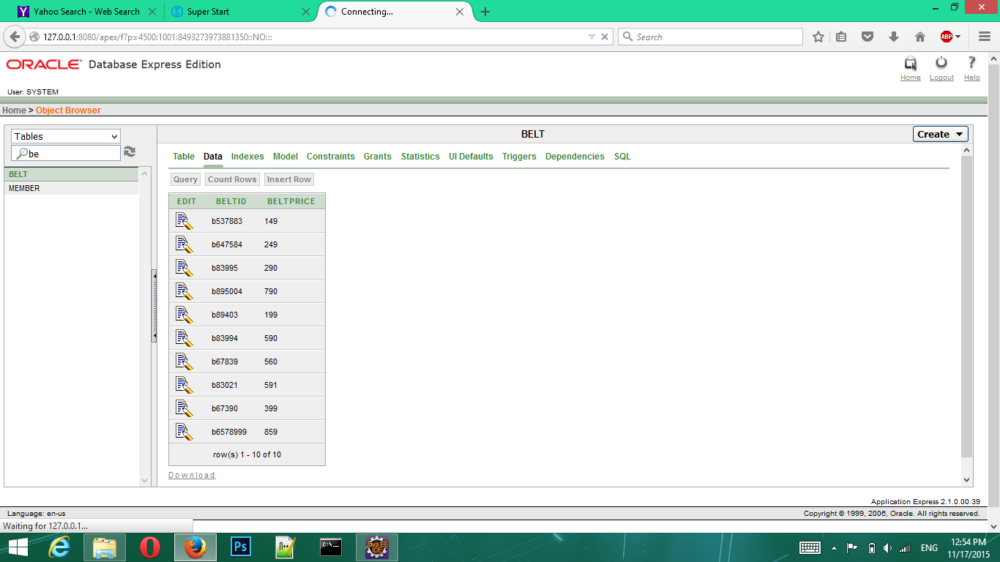 Yahoo Search - Web Search
Super Start
Connecting...
127.0.0.1:8080/apex/f?p=4500:1001:8493273973881350::NO:::
Search
ABP
ORACLE Database Express Edition
Home Logout Help
User: SYSTEM
Home > Object Browser
Tables
be
BELT
MEMBER
BELT
Create
Table Data Indexes Model Constraints Grants Statistics UI Defaults Triggers Dependencies SQL
Query Count Rows Insert Row
EDIT BELTID BELTPRICE
b537883 149
b647584 249
b83995 290
b895004 790
b89403 199
b83994 590
b67839 560
b83021 591
b67390 399
b6578999 859
row(s) 1 - 10 of 10
Download
Application Express 2.1.0.00.39
Language: en-us
Copyright © 1999, 2006, Oracle. All rights reserved.
Waiting for 127.0.0.1...
Ps
N++
C:\
Java EE
IDE
ENG
12:54 PM
11/17/2015